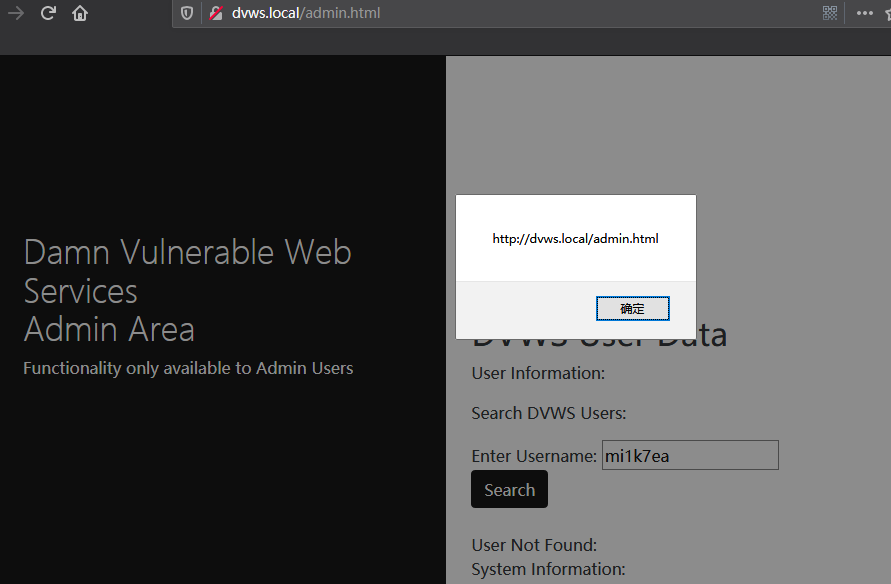 dvws.local/admin.html
Damn Vulnerable Web
Services
Admin Area
Functionality only available to Admin Users
http://dvws.local/admin.html
确定
DVWS User Data
User Information:
Search DVWS Users:
Enter Username: mi1k7ea
Search
User Not Found:
System Information: